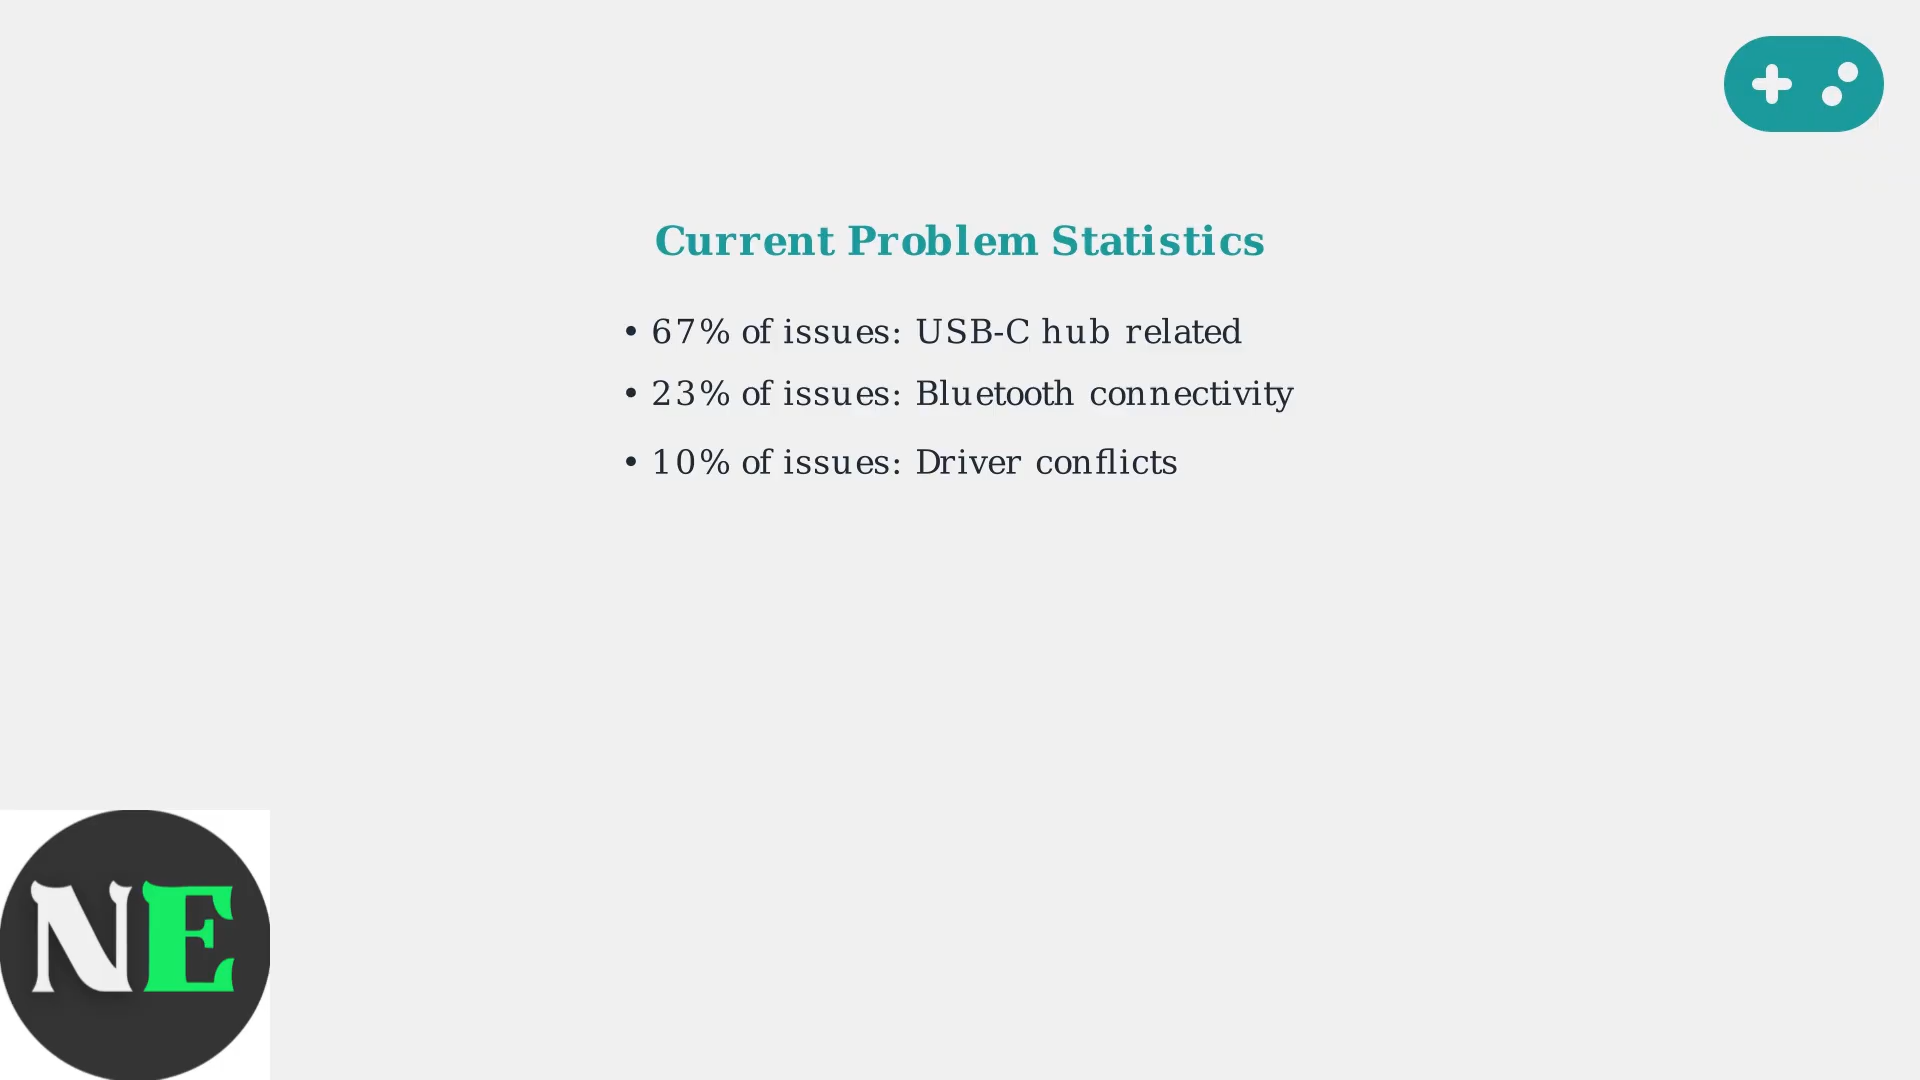 Current Problem Statistics
• 67% of issues: USB-C hub related
• 23% of issues: Bluetooth connectivity
• 10% of issues: Driver conflicts
NE